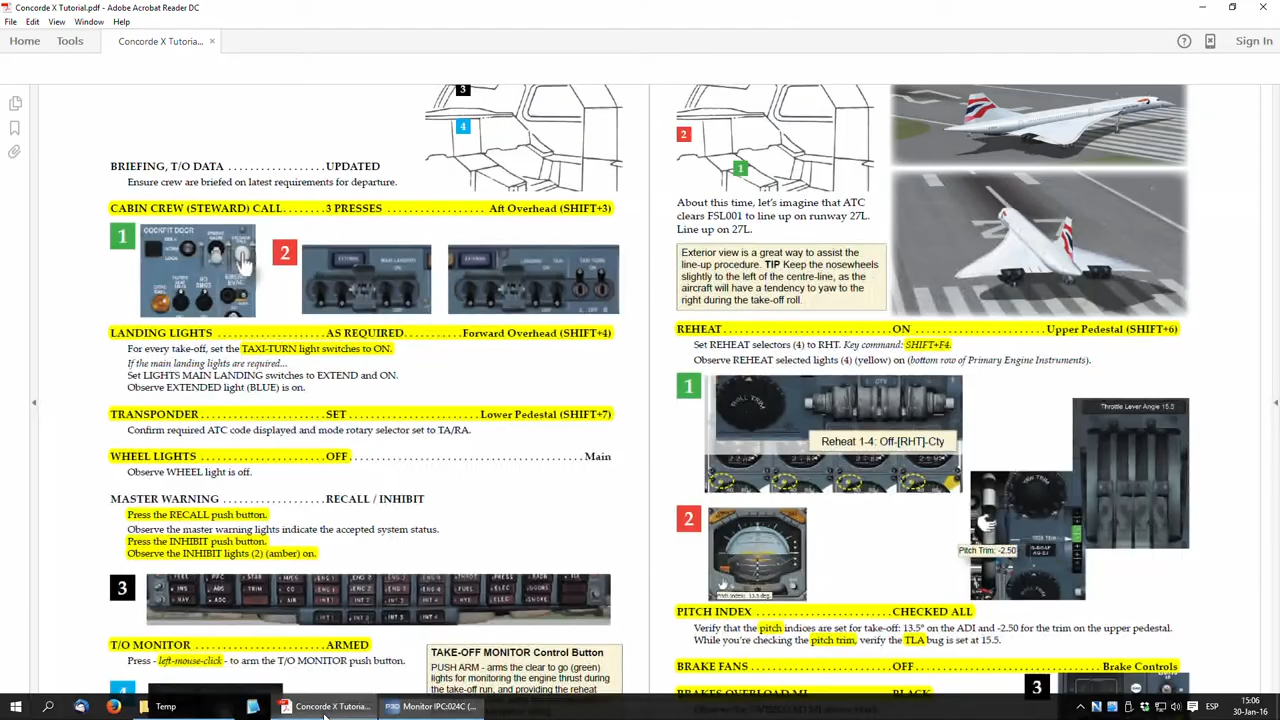 Concorde X Tutorial.pdf - Adobe Acrobat Reader DC
File Edit View Window Help
Home Tools Concorde X Tutoria... × Sign In
3
4
BRIEFING, T/O DATA . . . . . . . . . . . . . . . . . UPDATED
Ensure crew are briefed on latest requirements for departure.
CABIN CREW (STEWARD) CALL. . . . . . . . 3 PRESSES . . . . . . . . . . . . . . . . Aft Overhead (SHIFT+3)
1
COCKPIT DOOR
2
LANDING LIGHTS . . . . . . . . . . . . . . . . . . AS REQUIRED. . . . . . . . . . Forward Overhead (SHIFT+4)
For every take-off, set the TAXI-TURN light switches to ON.
If the main landing lights are required...
Set LIGHTS MAIN LANDING switches to EXTEND and ON.
Observe EXTENDED light (BLUE) is on.
TRANSPONDER . . . . . . . . . . . . . . . . . . . . . SET . . . . . . . . . . . . . . . . . . . . Lower Pedestal (SHIFT+7)
Confirm required ATC code displayed and mode rotary selector set to TA/RA.
WHEEL LIGHTS . . . . . . . . . . . . . . . . . . . . OFF . . . . . . . . . . . . . . . . . . . . . . . . . . . . . . . . . Main
Observe WHEEL light is off.
MASTER WARNING . . . . . . . . . . . . . . . . . RECALL / INHIBIT
Press the RECALL push button.
Observe the master warning lights indicate the accepted system status.
Press the INHIBIT push button.
Observe the INHIBIT lights (2) (amber) on.
3
T/O MONITOR . . . . . . . . . . . . . . . . . . . . . ARMED
Press - left-mouse-click - to arm the T/O MONITOR push button.
4
TAKE-OFF MONITOR Control Button
PUSH ARM - arms the clear to go (green)
lights for monitoring the engine thrust during
the take-off run, and providing the reheat
2
1
About this time, let's imagine that ATC
clears FSL001 to line up on runway 27L.
Line up on 27L.
Exterior view is a great way to assist the
line-up procedure. TIP Keep the nosewheels
slightly to the left of the centre-line, as the
aircraft will have a tendency to yaw to the
right during the take-off roll.
REHEAT . . . . . . . . . . . . . . . . . . . . . . . . . . ON . . . . . . . . . . . . . . . . . . . . . Upper Pedestal (SHIFT+6)
Set REHEAT selectors (4) to RHT. Key command: SHIFT+F4.
Observe REHEAT selected lights (4) (yellow) on (bottom row of Primary Engine Instruments).
1
ROLL TRIM
Reheat 1-4: Off-[RHT]-Cty
Throttle Lever Angle 15.5
2
Pitch Trim: -2.50
PITCH INDEX . . . . . . . . . . . . . . . . . . . . . . CHECKED ALL
Verify that the pitch indices are set for take-off: 13.5° on the ADI and -2.50 for the trim on the upper pedestal.
While you're checking the pitch trim, verify the TLA bug is set at 15.5.
BRAKE FANS . . . . . . . . . . . . . . . . . . . . . . OFF . . . . . . . . . . . . . . . . . . . . . . . . . . Brake Controls
3
Temp
Concorde X Tutoria...
P3D Monitor IPC:024C (...
ESP
15:06
30-Jan-16